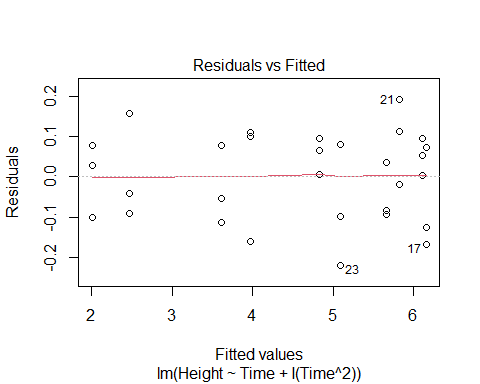 Residuals vs Fitted
Residuals
0.2
0.1
0.0
-0.1
-0.2
21
17
23
2 3 4 5 6
Fitted values
lm(Height ~ Time + I(Time^2))